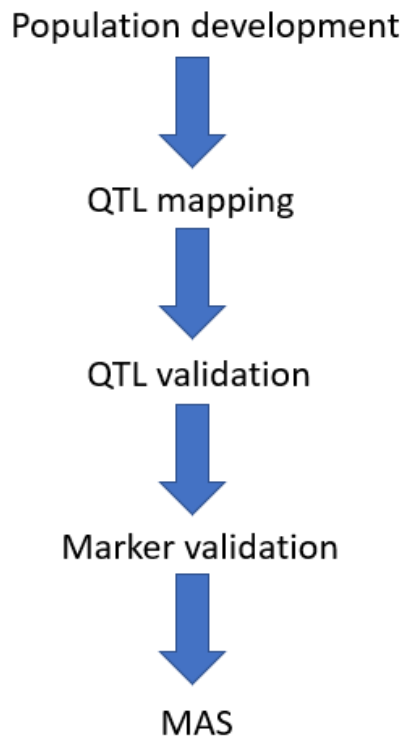 Population development
QTL mapping
QTL validation
Marker validation
MAS